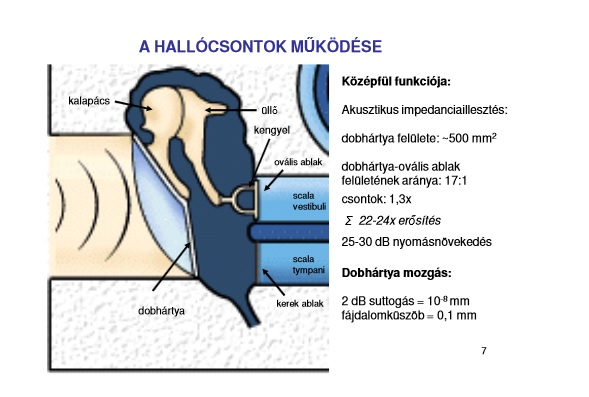 A HALLÓCSONTOK MŰKÖDÉSE
kalapács
üllő
kengyel
ovális ablak
scala
vestibuli
scala
tympani
kerek ablak
dobhártya
Középfül funkciója:
Akusztikus impedanciaillesztés:
dobhártya felülete: ~500 mm²
dobhártya-ovális ablak
felületének aránya: 17:1
csontok: 1,3x
Σ 22-24x erősítés
25-30 dB nyomásnövekedés
Dobhártya mozgás:
2 dB suttogás = 10⁻⁸ mm
fájdalomküszöb = 0,1 mm
7